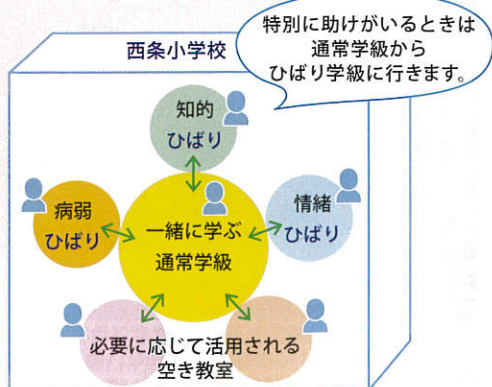 特別に助けがいるときは
通常学級から
ひばり学級に行きます。
西条小学校
知的
ひばり
病弱
ひばり
情緒
ひばり
一緒に学ぶ
通常学級
必要に応じて活用される
空き教室